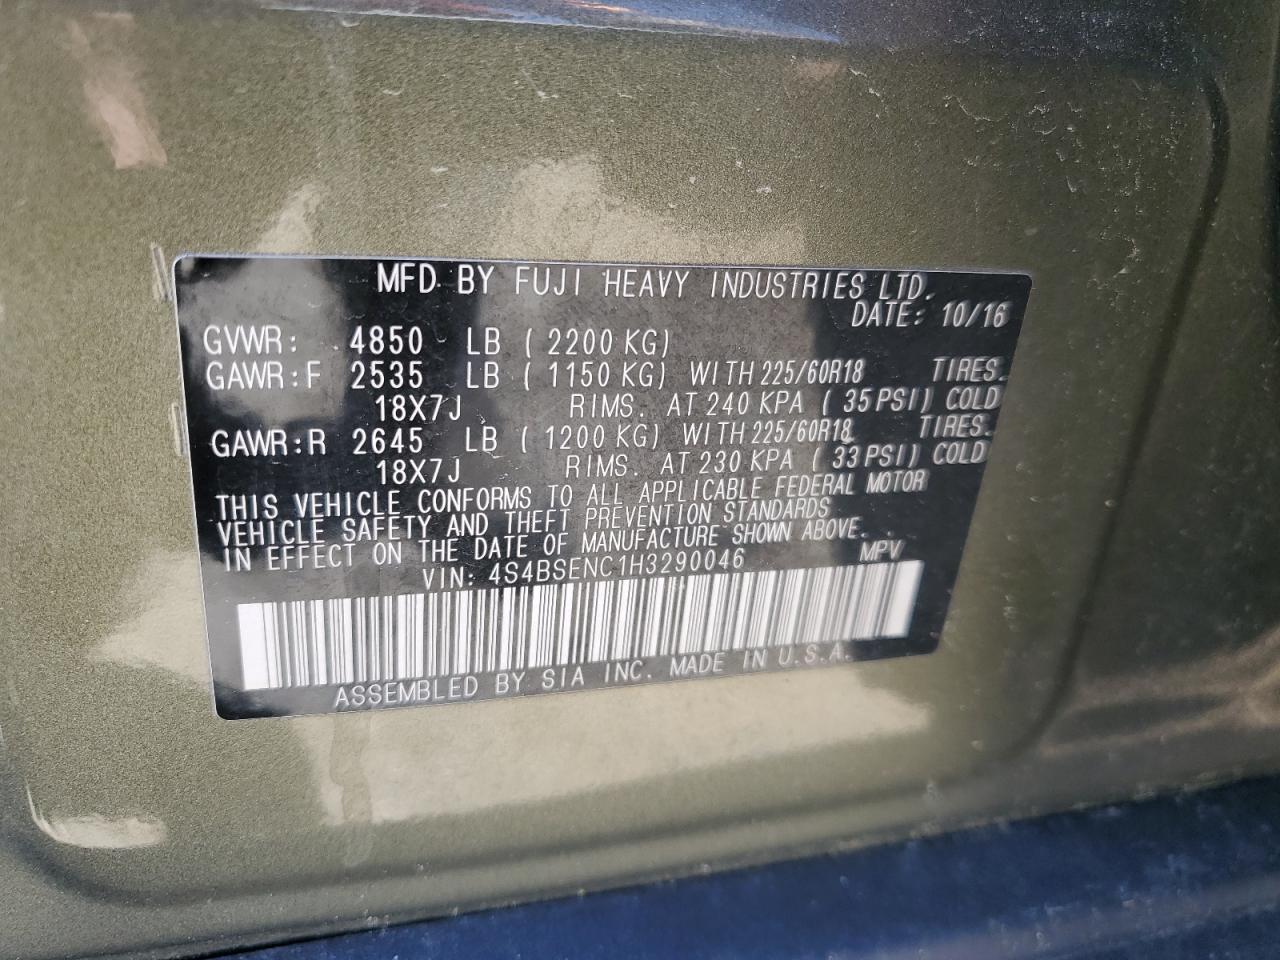 MFD. BY FUJI HEAVY INDUSTRIES LTD.
DATE: 10/16
GVWR: 4850 LB ( 2200 KG)
GAWR:F 2535 LB ( 1150 KG) WITH 225/60R18 TIRES.
18X7J RIMS. AT 240 KPA ( 35 PSI) COLD
GAWR:R 2645 LB ( 1200 KG) WITH 225/60R18 TIRES.
18X7J RIMS. AT 230 KPA ( 33 PSI) COLD
THIS VEHICLE CONFORMS TO ALL APPLICABLE FEDERAL MOTOR
VEHICLE SAFETY AND THEFT PREVENTION STANDARDS
IN EFFECT ON THE DATE OF MANUFACTURE SHOWN ABOVE.
VIN: 4S4BSENC1H3290046 MPV
ASSEMBLED BY SIA INC. MADE IN U.S.A.